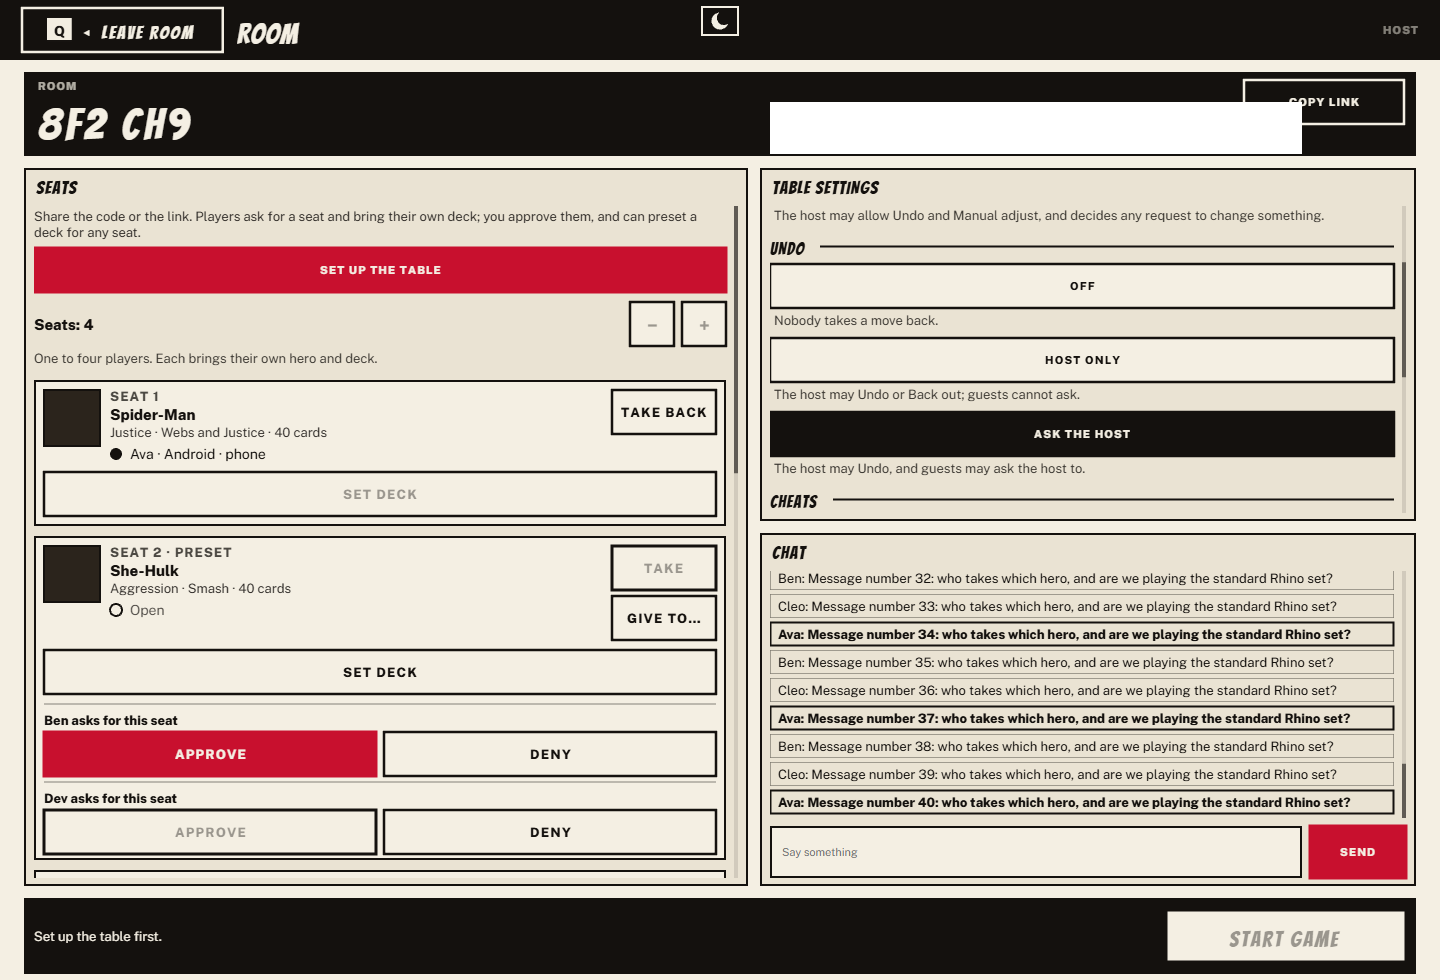 Q ◂ LEAVE ROOM
ROOM
HOST
ROOM
8F2 CH9
COPY LINK
SEATS
Share the code or the link. Players ask for a seat and bring their own deck; you approve them, and can preset a
deck for any seat.
SET UP THE TABLE
Seats: 4
−
+
One to four players. Each brings their own hero and deck.
SEAT 1
Spider-Man
Justice · Webs and Justice · 40 cards
Ava · Android · phone
TAKE BACK
SET DECK
SEAT 2 · PRESET
She-Hulk
Aggression · Smash · 40 cards
Open
TAKE
GIVE TO...
SET DECK
Ben asks for this seat
APPROVE
DENY
Dev asks for this seat
APPROVE
DENY
TABLE SETTINGS
The host may allow Undo and Manual adjust, and decides any request to change something.
UNDO
OFF
Nobody takes a move back.
HOST ONLY
The host may Undo or Back out; guests cannot ask.
ASK THE HOST
The host may Undo, and guests may ask the host to.
CHEATS
CHAT
Ben: Message number 32: who takes which hero, and are we playing the standard Rhino set?
Cleo: Message number 33: who takes which hero, and are we playing the standard Rhino set?
Ava: Message number 34: who takes which hero, and are we playing the standard Rhino set?
Ben: Message number 35: who takes which hero, and are we playing the standard Rhino set?
Cleo: Message number 36: who takes which hero, and are we playing the standard Rhino set?
Ava: Message number 37: who takes which hero, and are we playing the standard Rhino set?
Ben: Message number 38: who takes which hero, and are we playing the standard Rhino set?
Cleo: Message number 39: who takes which hero, and are we playing the standard Rhino set?
Ava: Message number 40: who takes which hero, and are we playing the standard Rhino set?
Say something
SEND
Set up the table first.
START GAME